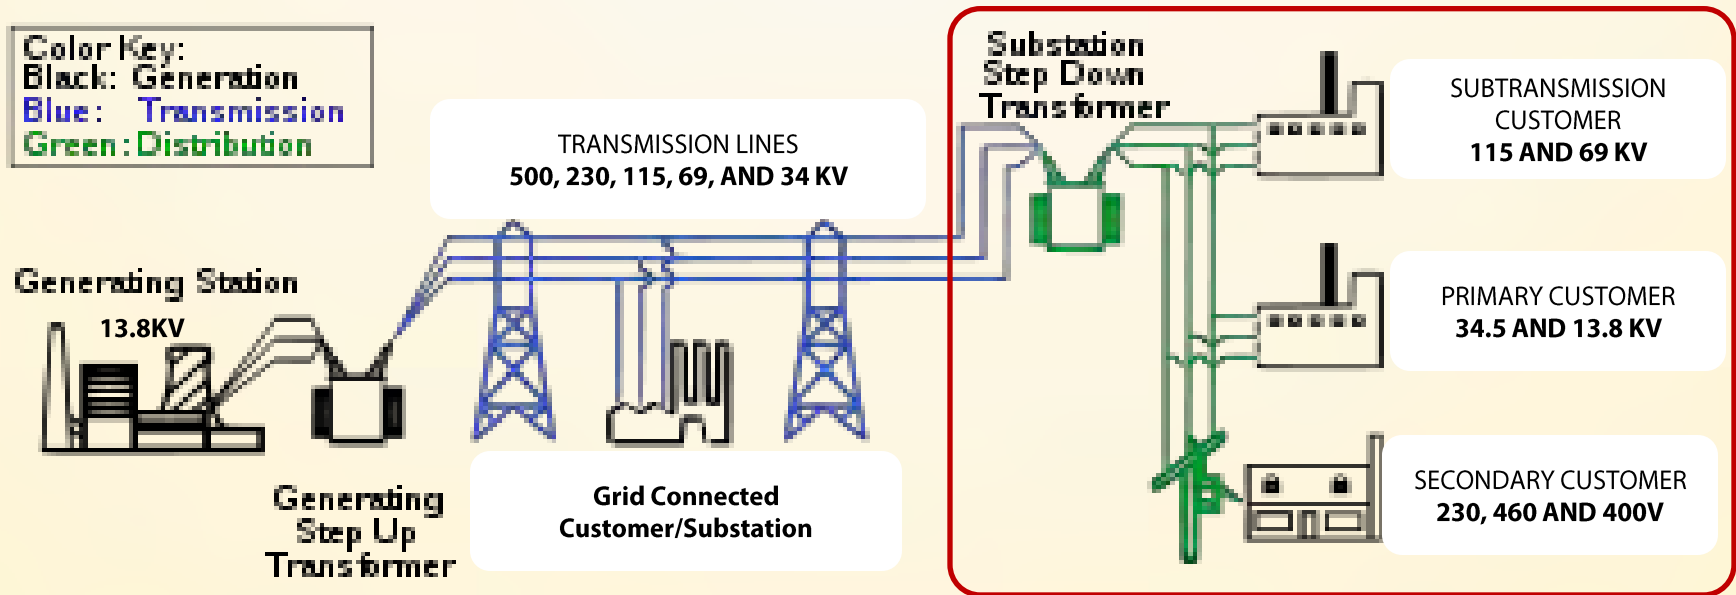 Color Key:
Black: Generation
Blue: Transmission
Green: Distribution
TRANSMISSION LINES
500, 230, 115, 69, AND 34 KV
Substation
Step Down
Transformer
SUBTRANSMISSION
CUSTOMER
115 AND 69 KV
Generating Station
13.8KV
PRIMARY CUSTOMER
34.5 AND 13.8 KV
Generating
Step Up
Transformer
Grid Connected
Customer/Substation
SECONDARY CUSTOMER
230, 460 AND 400V